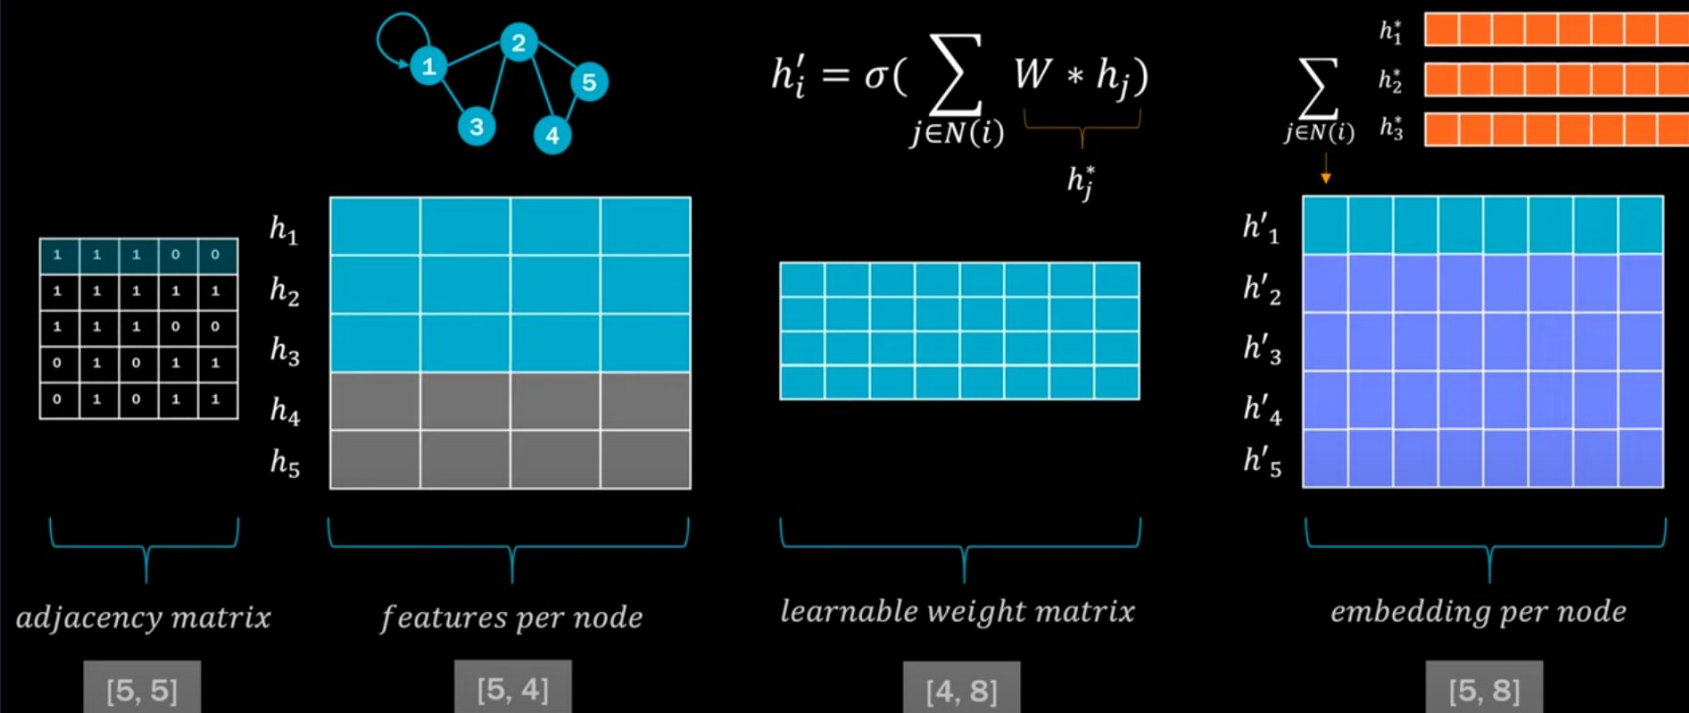 1
2
3
4
5
h'_i = σ( ∑_{j∈N(i)} W * h_j)
h*_j
∑_{j∈N(i)}
h*_1
h*_2
h*_3
1 1 1 0 0
1 1 1 1 1
1 1 1 0 0
0 1 0 1 1
0 1 0 1 1
h_1
h_2
h_3
h_4
h_5
h'_1
h'_2
h'_3
h'_4
h'_5
adjacency matrix
features per node
learnable weight matrix
embedding per node
[5, 5]
[5, 4]
[4, 8]
[5, 8]